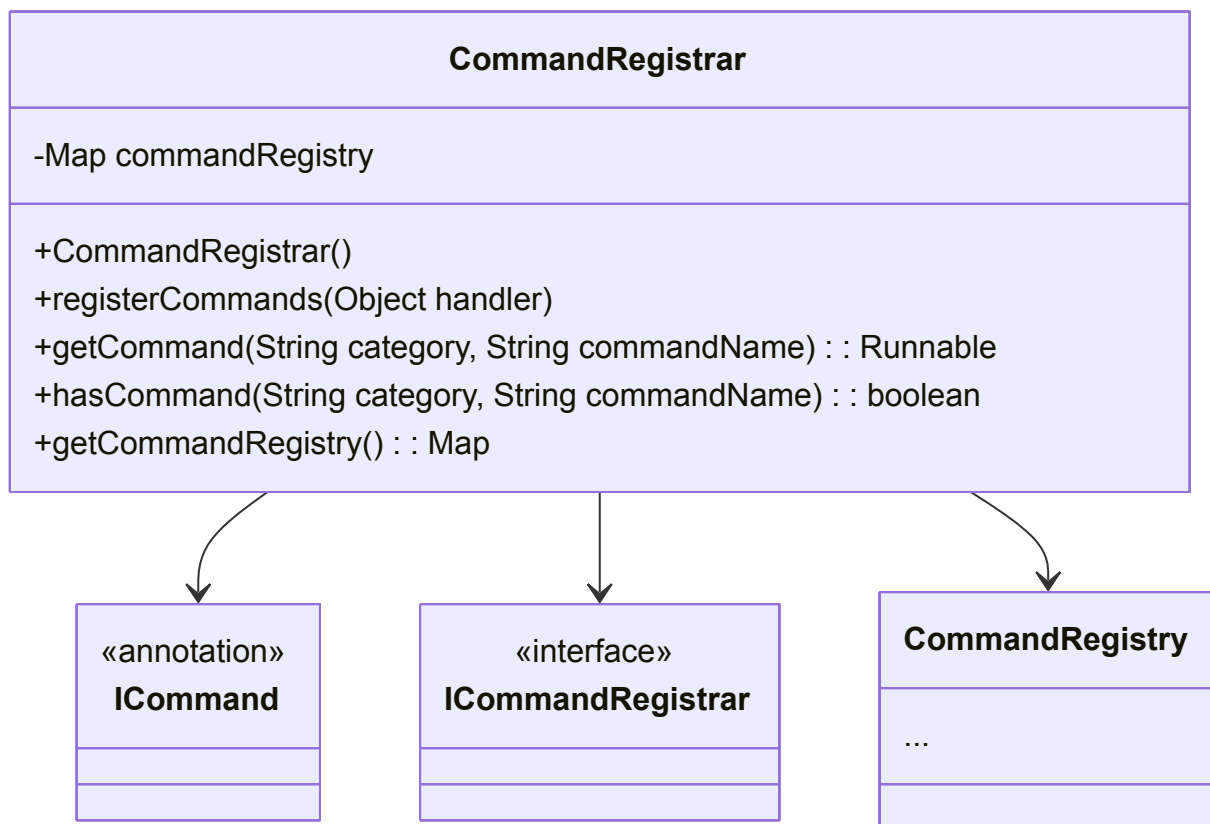 CommandRegistrar
-Map commandRegistry
+CommandRegistrar()
+registerCommands(Object handler)
+getCommand(String category, String commandName) : : Runnable
+hasCommand(String category, String commandName) : : boolean
+getCommandRegistry() : : Map
«annotation»
ICommand
«interface»
ICommandRegistrar
CommandRegistry
...